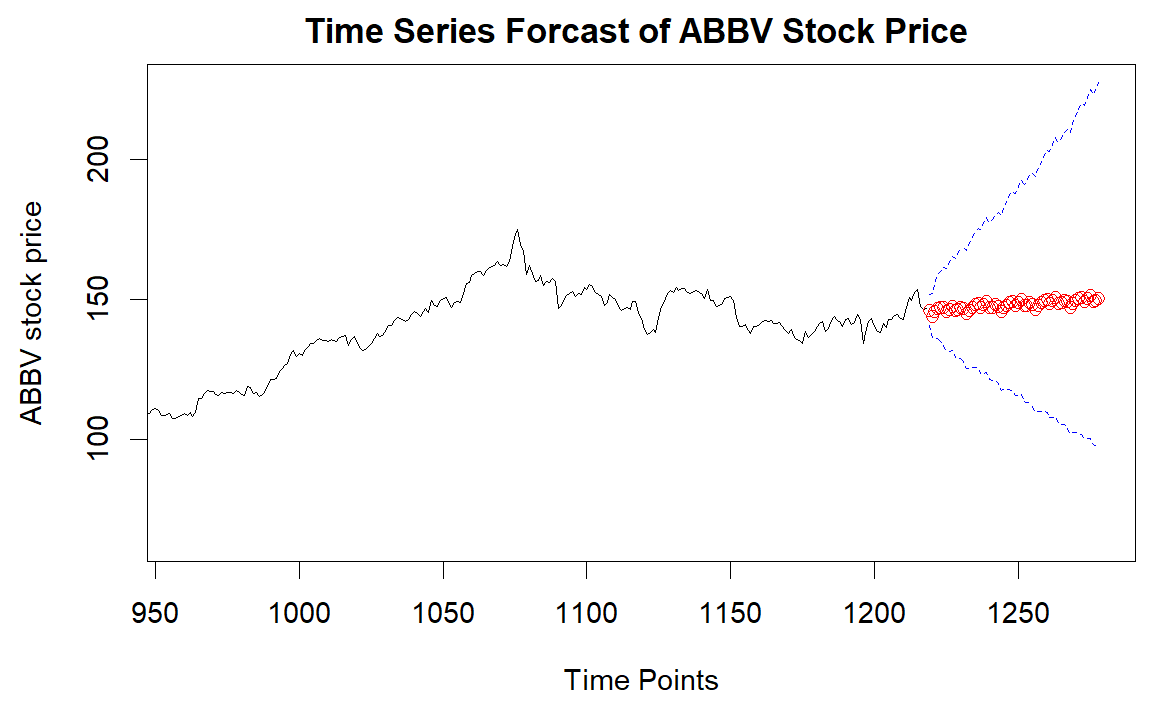 Time Series Forcast of ABBV Stock Price
ABBV stock price
200
150
100
950 1000 1050 1100 1150 1200 1250
Time Points